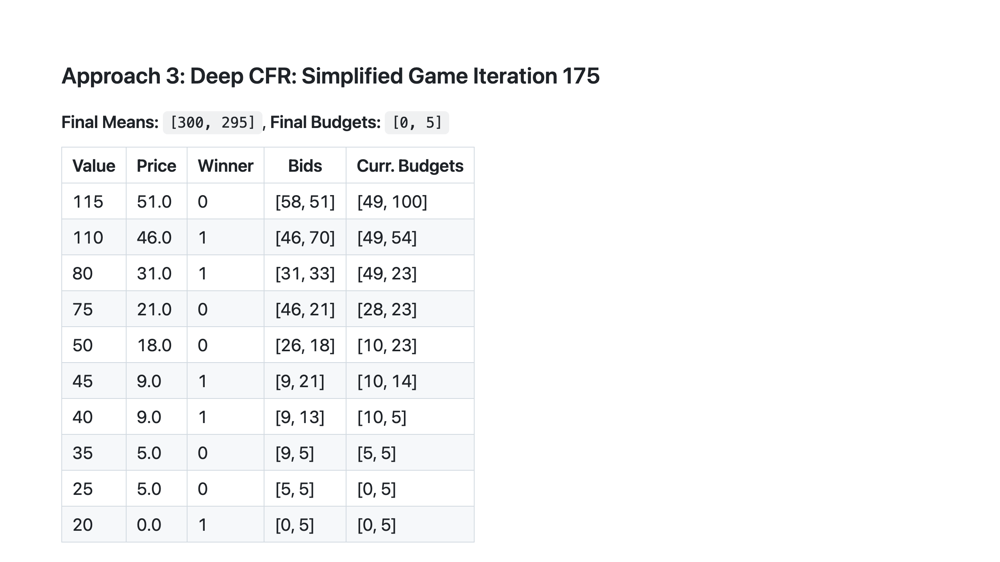 Approach 3: Deep CFR: Simplified Game Iteration 175
Final Means: [300, 295], Final Budgets: [0, 5]
Value Price Winner Bids Curr. Budgets
115 51.0 0 [58, 51] [49, 100]
110 46.0 1 [46, 70] [49, 54]
80 31.0 1 [31, 33] [49, 23]
75 21.0 0 [46, 21] [28, 23]
50 18.0 0 [26, 18] [10, 23]
45 9.0 1 [9, 21] [10, 14]
40 9.0 1 [9, 13] [10, 5]
35 5.0 0 [9, 5] [5, 5]
25 5.0 0 [5, 5] [0, 5]
20 0.0 1 [0, 5] [0, 5]